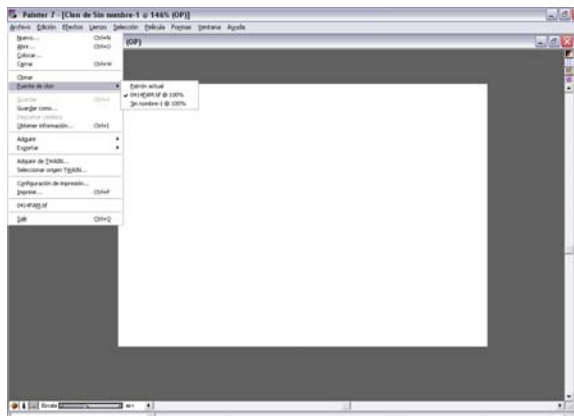 Painter 7 - [Clon de Sin nombre-1 @ 146% (OP)]
Archivo Edición Efectos Lienzo Selección Película Formas Ventana Ayuda
(OP)
Nuevo... Ctrl+N
Abrir... Ctrl+O
Colocar...
Cerrar Ctrl+W
Clonar
Fuente de clon
Patrón actual
Sin nombre-1 @ 100%
Guardar Ctrl+S
Guardar como...
Obtener información... Ctrl+I
Adquirir
Exportar
Adquirir de TWAIN...
Seleccionar origen TWAIN...
Configuración de impresión...
Imprimir... Ctrl+P
Salir Ctrl+Q
Escala